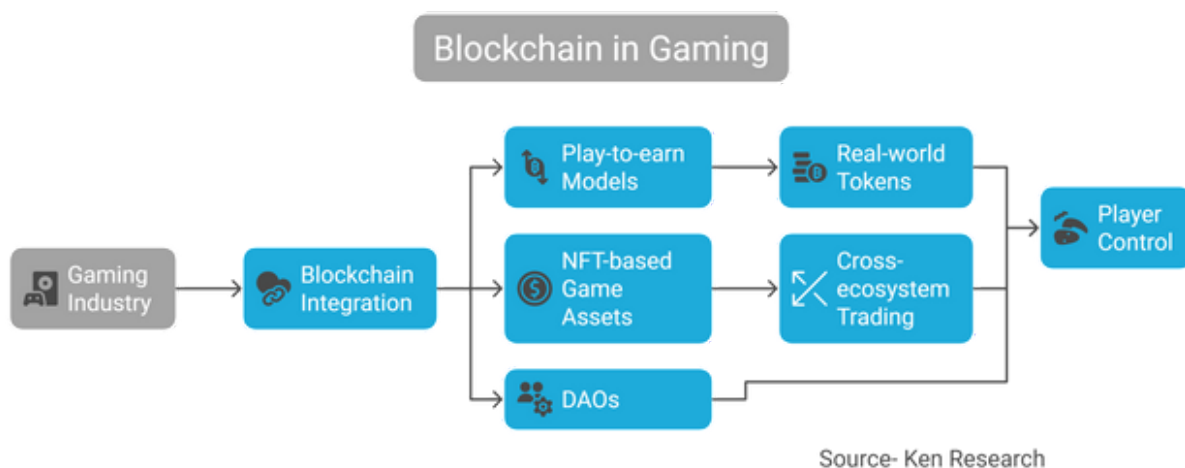 Blockchain in Gaming
Gaming
Industry
Blockchain
Integration
Play-to-earn
Models
Real-world
Tokens
NFT-based
Game
Assets
Cross-
ecosystem
Trading
DAOs
Player
Control
Source- Ken Research